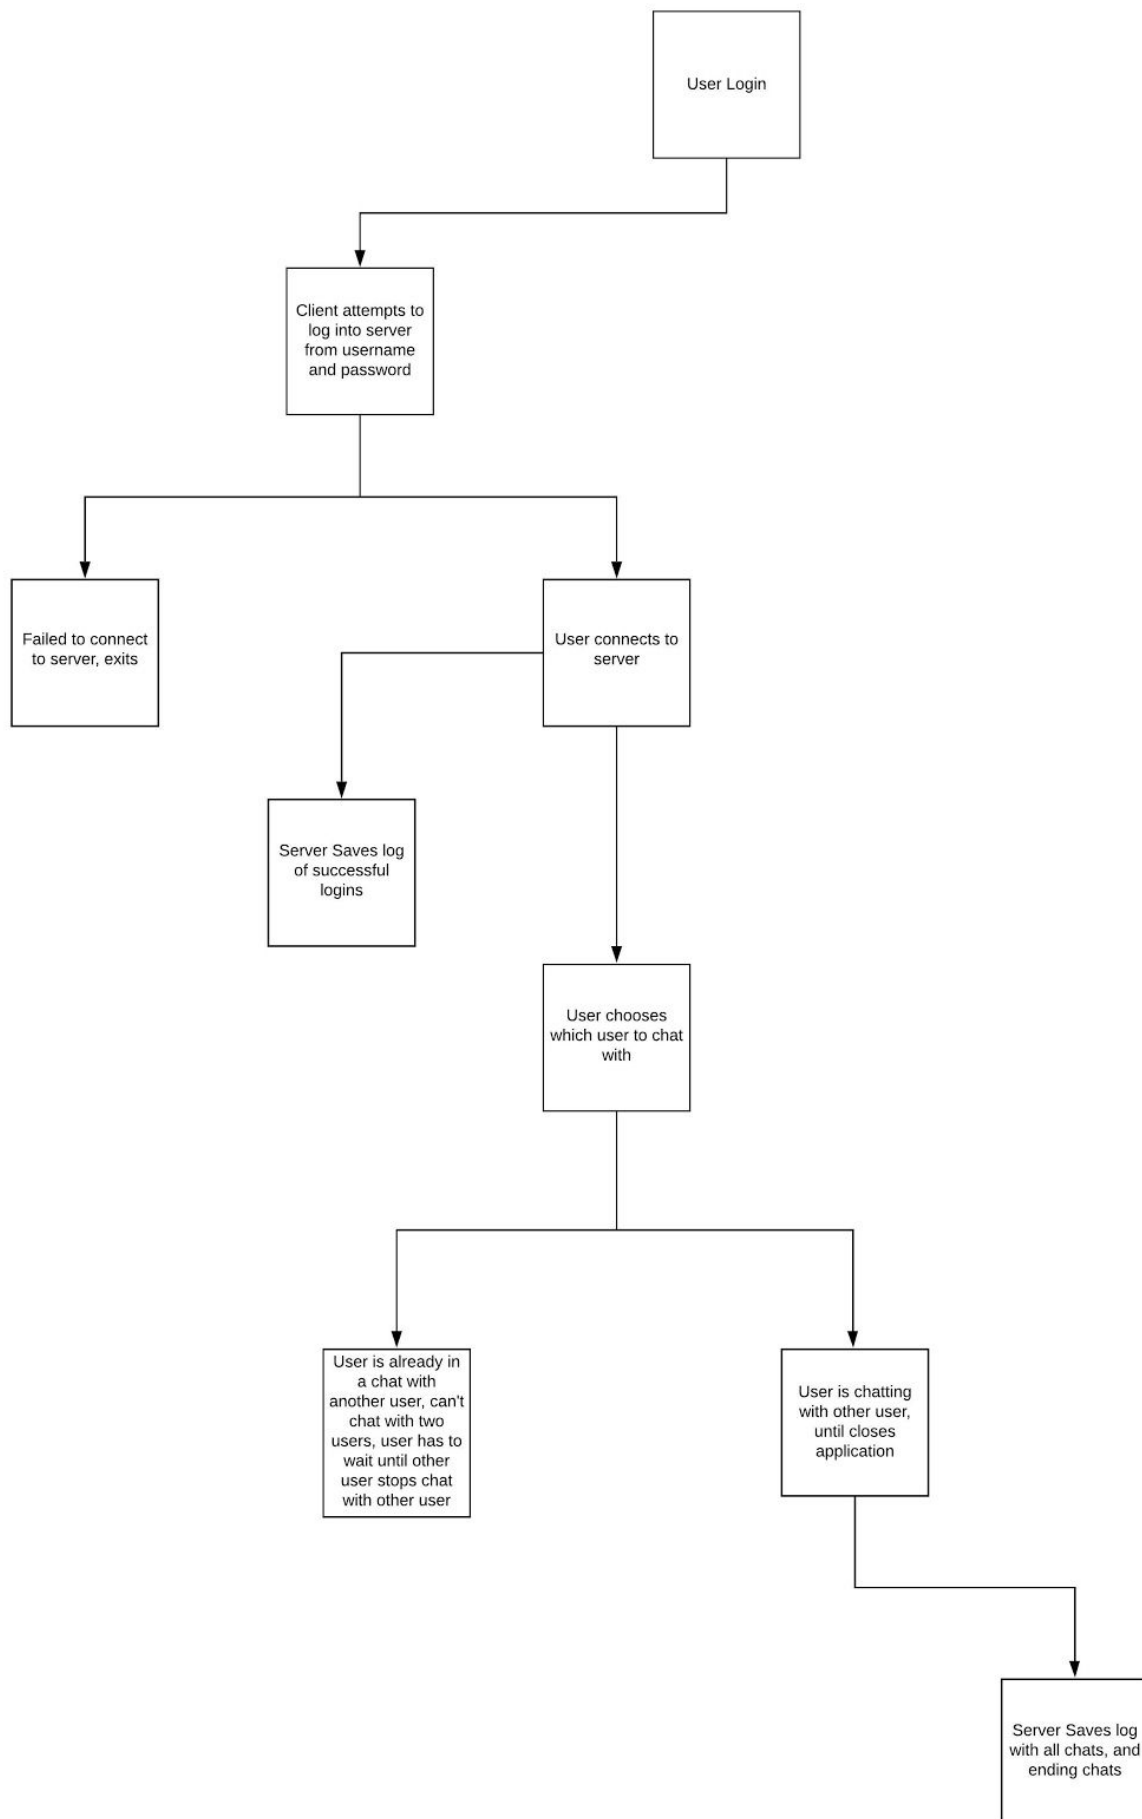 User Login
Client attempts to
log into server
from username
and password
Failed to connect
to server, exits
User connects to
server
Server Saves log
of successful
logins
User chooses
which user to chat
with
User is already in
a chat with
another user, can't
chat with two
users, user has to
wait until other
user stops chat
with other user
User is chatting
with other user,
until closes
application
Server Saves log
with all chats, and
ending chats